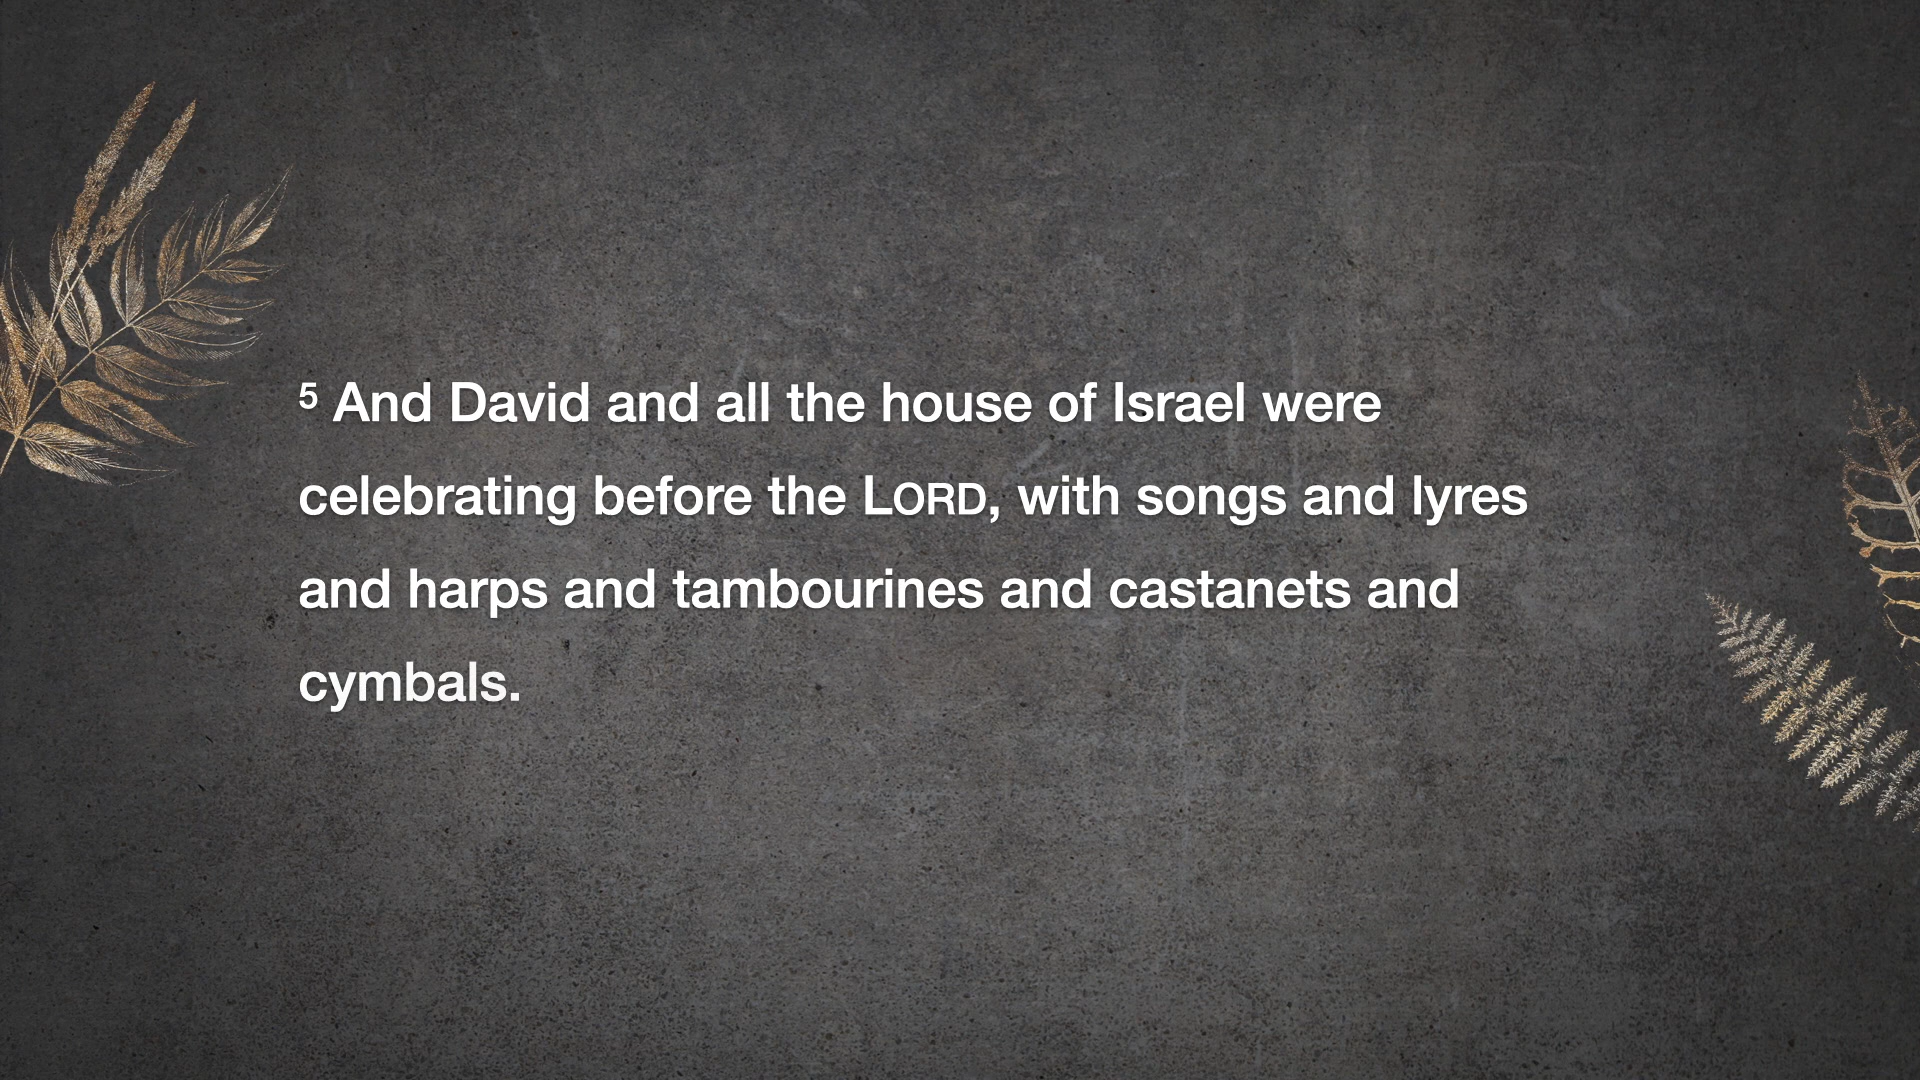 5 And David and all the house of Israel were
celebrating before the LORD, with songs and lyres
and harps and tambourines and castanets and
cymbals.